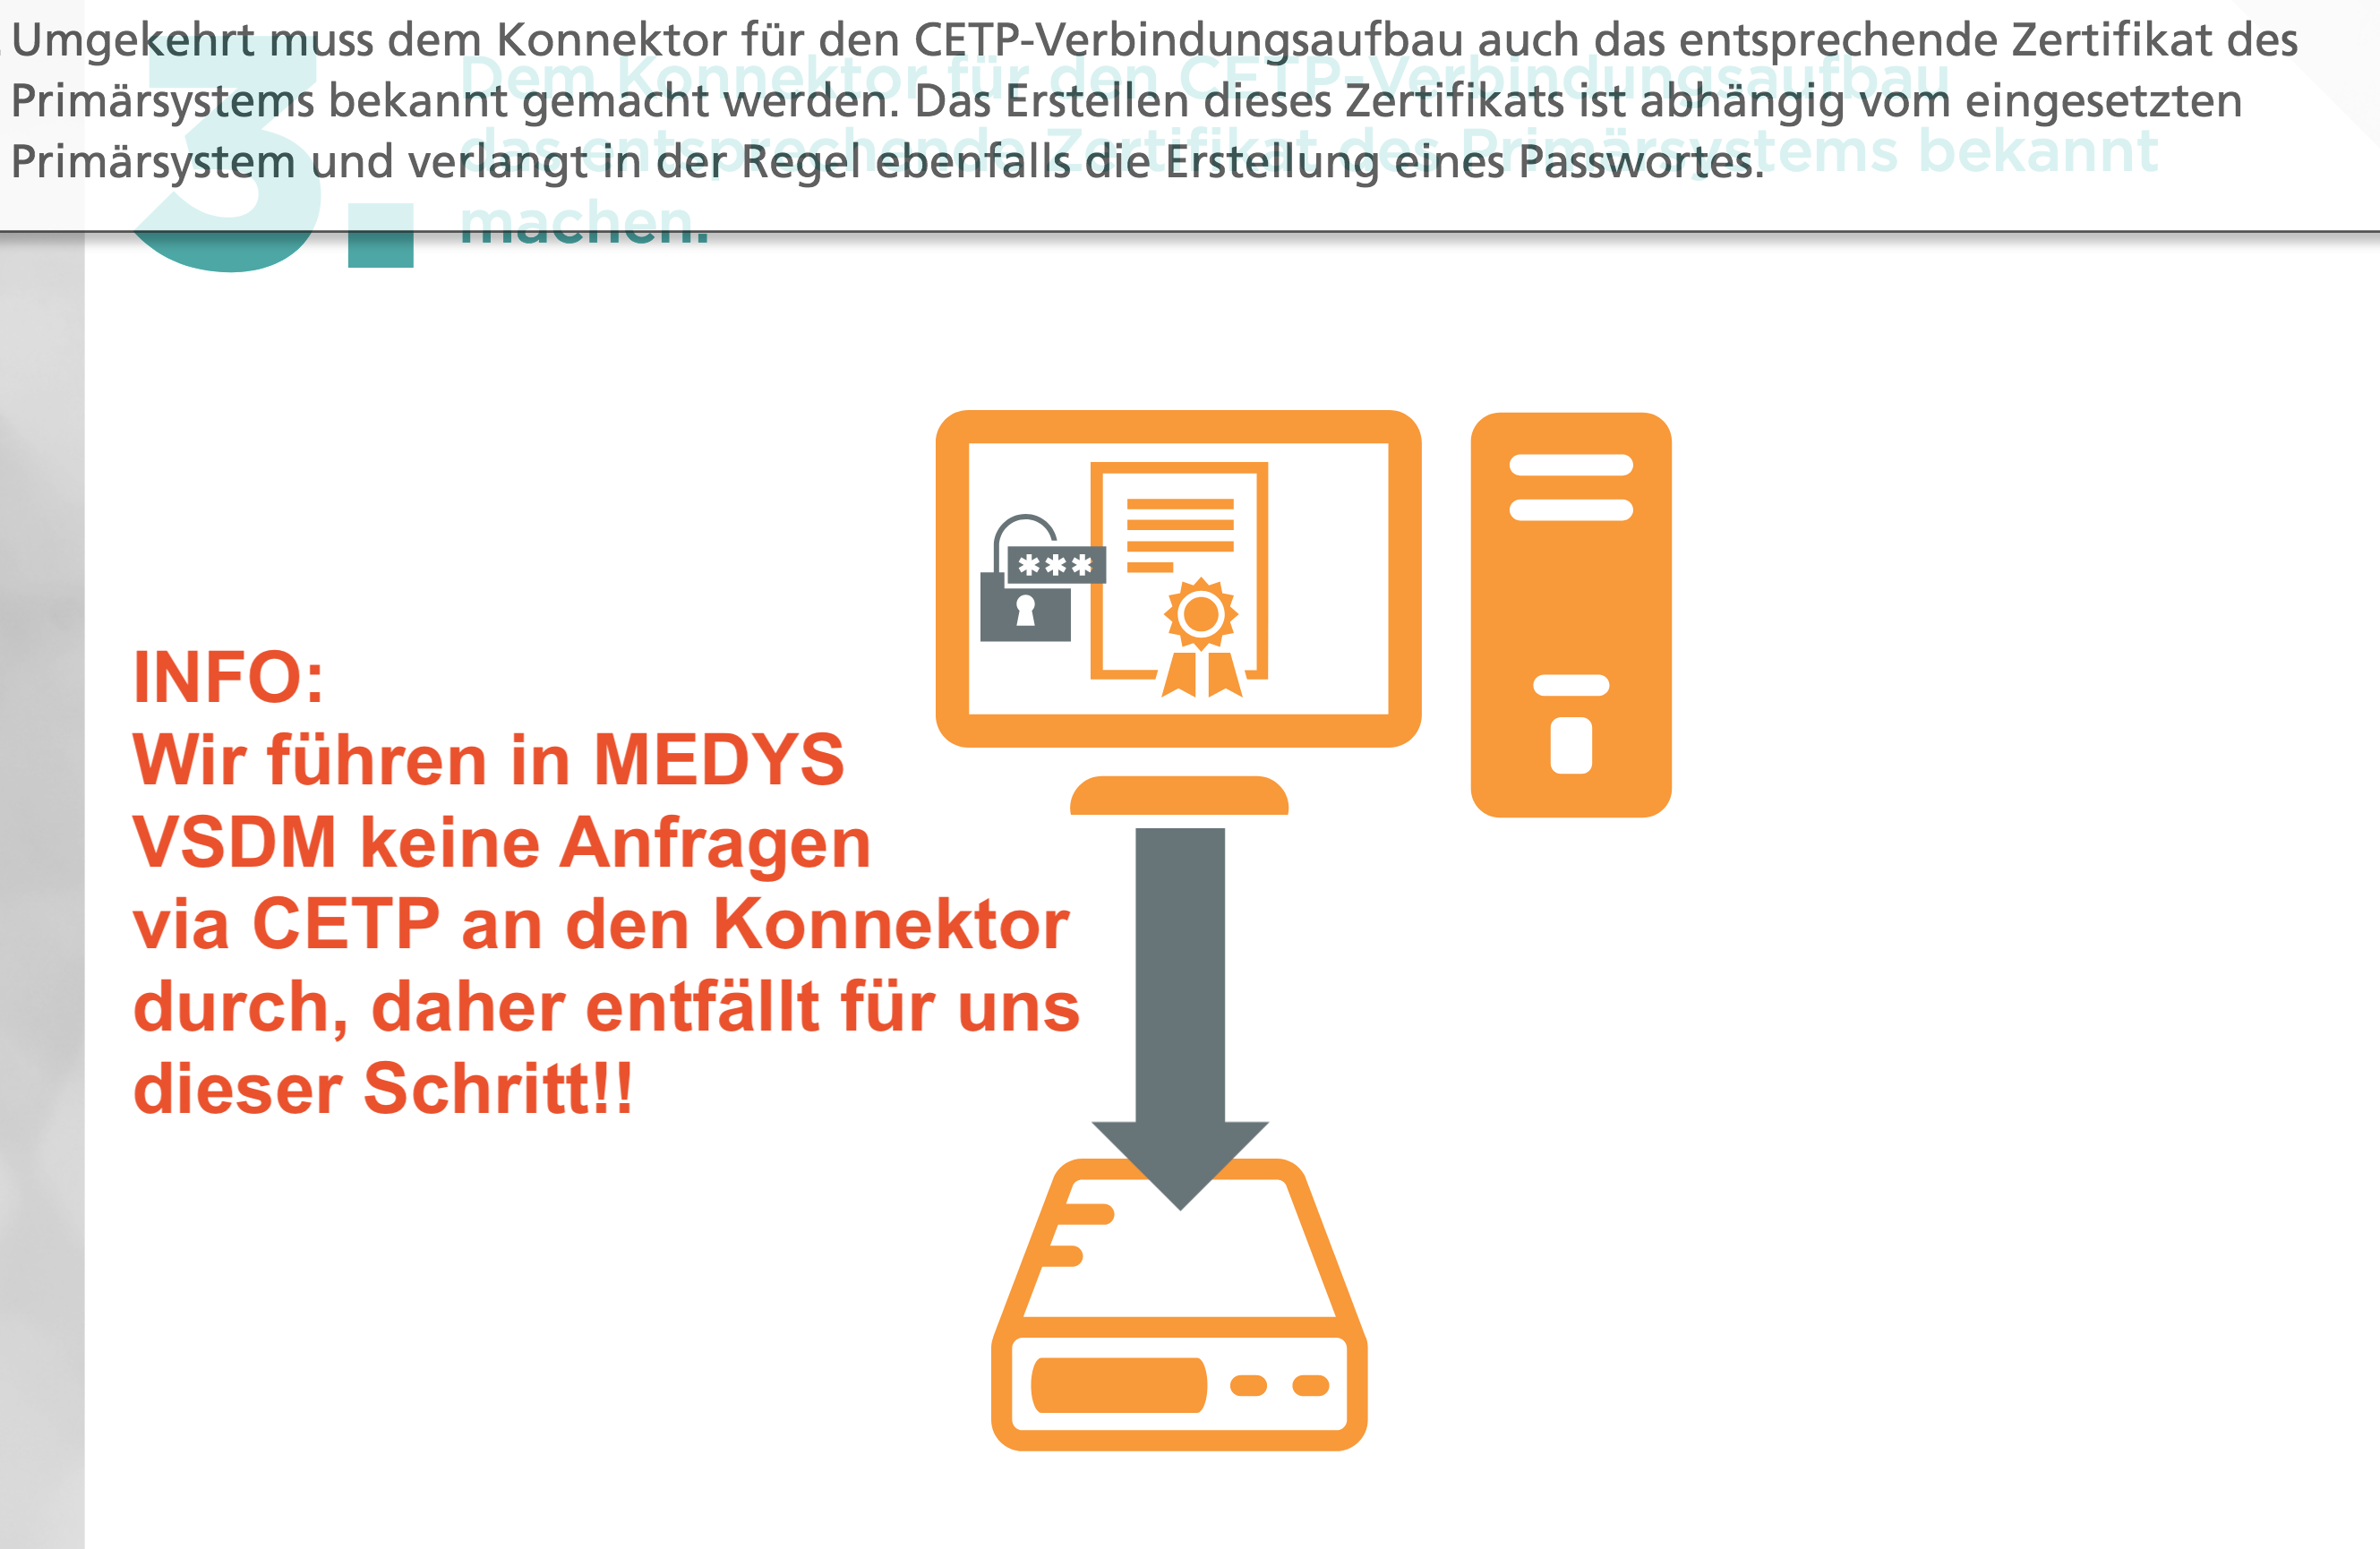 Umgekehrt muss dem Konnektor für den CETP-Verbindungsaufbau auch das entsprechende Zertifikat des
Primärsystems bekannt gemacht werden. Das Erstellen dieses Zertifikats ist abhängig vom eingesetzten
Primärsystem und verlangt in der Regel ebenfalls die Erstellung eines Passwortes.
3.
Dem Konnektor für den CETP-Verbindungsaufbau
das entsprechende Zertifikat des Primärsystems bekannt
machen.
***
INFO:
Wir führen in MEDYS
VSDM keine Anfragen
via CETP an den Konnektor
durch, daher entfällt für uns
dieser Schritt!!